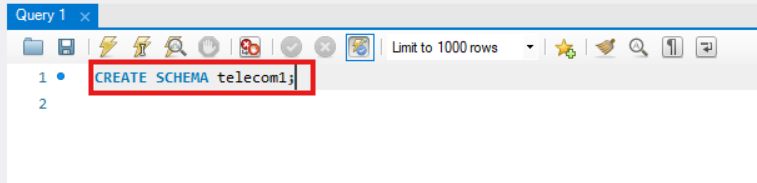 Query 1
Limit to 1000 rows
1 CREATE SCHEMA telecom1;
2